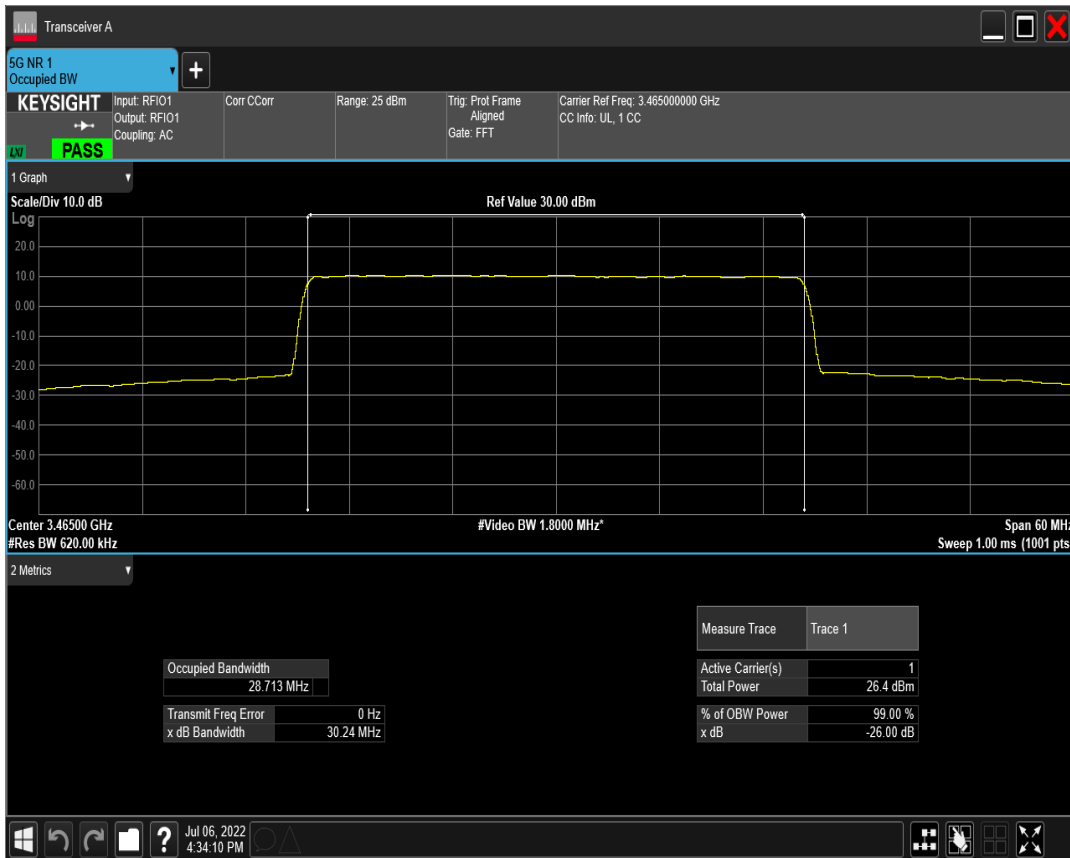 Transceiver A
5G NR 1
Occupied BW
+
KEYSIGHT
LXI
PASS
Input: RFIO1
Output: RFIO1
Coupling: AC
Corr CCorr
Range: 25 dBm
Trig: Prot Frame
Aligned
Gate: FFT
Carrier Ref Freq: 3.465000000 GHz
CC Info: UL, 1 CC
1 Graph
Scale/Div 10.0 dB
Ref Value 30.00 dBm
Log
20.0
10.0
0.00
-10.0
-20.0
-30.0
-40.0
-50.0
-60.0
Center 3.46500 GHz
#Video BW 1.8000 MHz*
Span 60 MHz
#Res BW 620.00 kHz
Sweep 1.00 ms (1001 pts
2 Metrics
Measure Trace Trace 1
Occupied Bandwidth
28.713 MHz
Active Carrier(s) 1
Total Power 26.4 dBm
Transmit Freq Error 0 Hz
x dB Bandwidth 30.24 MHz
% of OBW Power 99.00 %
x dB -26.00 dB
?
Jul 06, 2022
4:34:10 PM